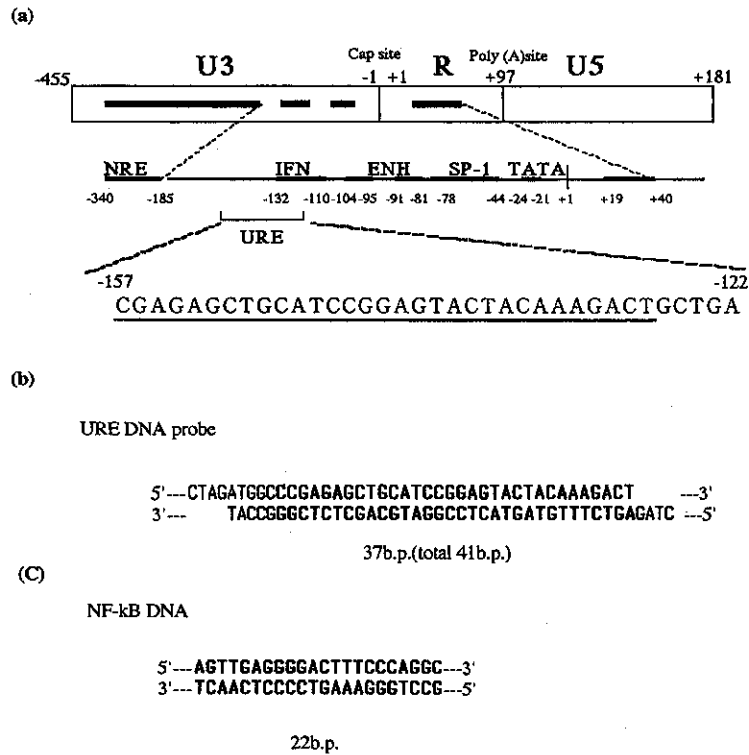 (a)
Cap site Poly (A)site
U3 R U5
-455 -1 +1 +97 +181
NRE IFN ENH SP-1 TATA
-340 -185 -132 -110 -104 -95 -91 -81 -78 -44 -24 -21 +1 +19 +40
URE
-157 -122
CGAGAGCTGCATCCGGAGTACTACAAAGACTGCTGA
(b)
URE DNA probe
5'---CTAGATGGCCCGAGAGCTGCATCCGGAGTACTACAAAGACT ---3'
3'--- TACCGGGCTCTCGACGTAGGCCTCATGATGTTTCTGAGATC ---5'
37b.p.(total 41b.p.)
(C)
NF-kB DNA
5'---AGTTGAGGGGACTTTCCCAGGC---3'
3'---TCAACTCCCCTGAAAGGGTCCG---5'
22b.p.